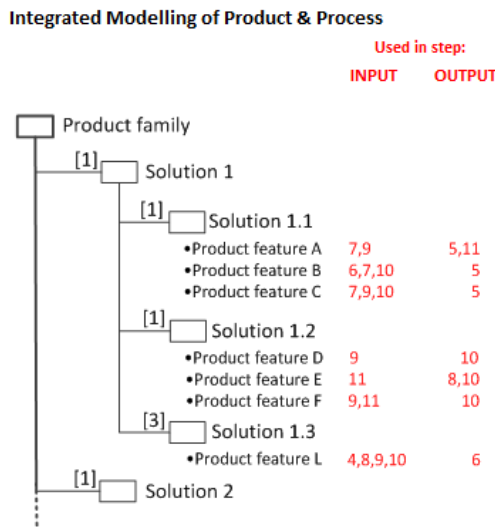 Integrated Modelling of Product & Process
Used in step:
INPUT OUTPUT
Product family
[1] Solution 1
[1] Solution 1.1
•Product feature A 7,9 5,11
•Product feature B 6,7,10 5
•Product feature C 7,9,10 5
[1] Solution 1.2
•Product feature D 9 10
•Product feature E 11 8,10
•Product feature F 9,11 10
[3] Solution 1.3
•Product feature L 4,8,9,10 6
[1] Solution 2